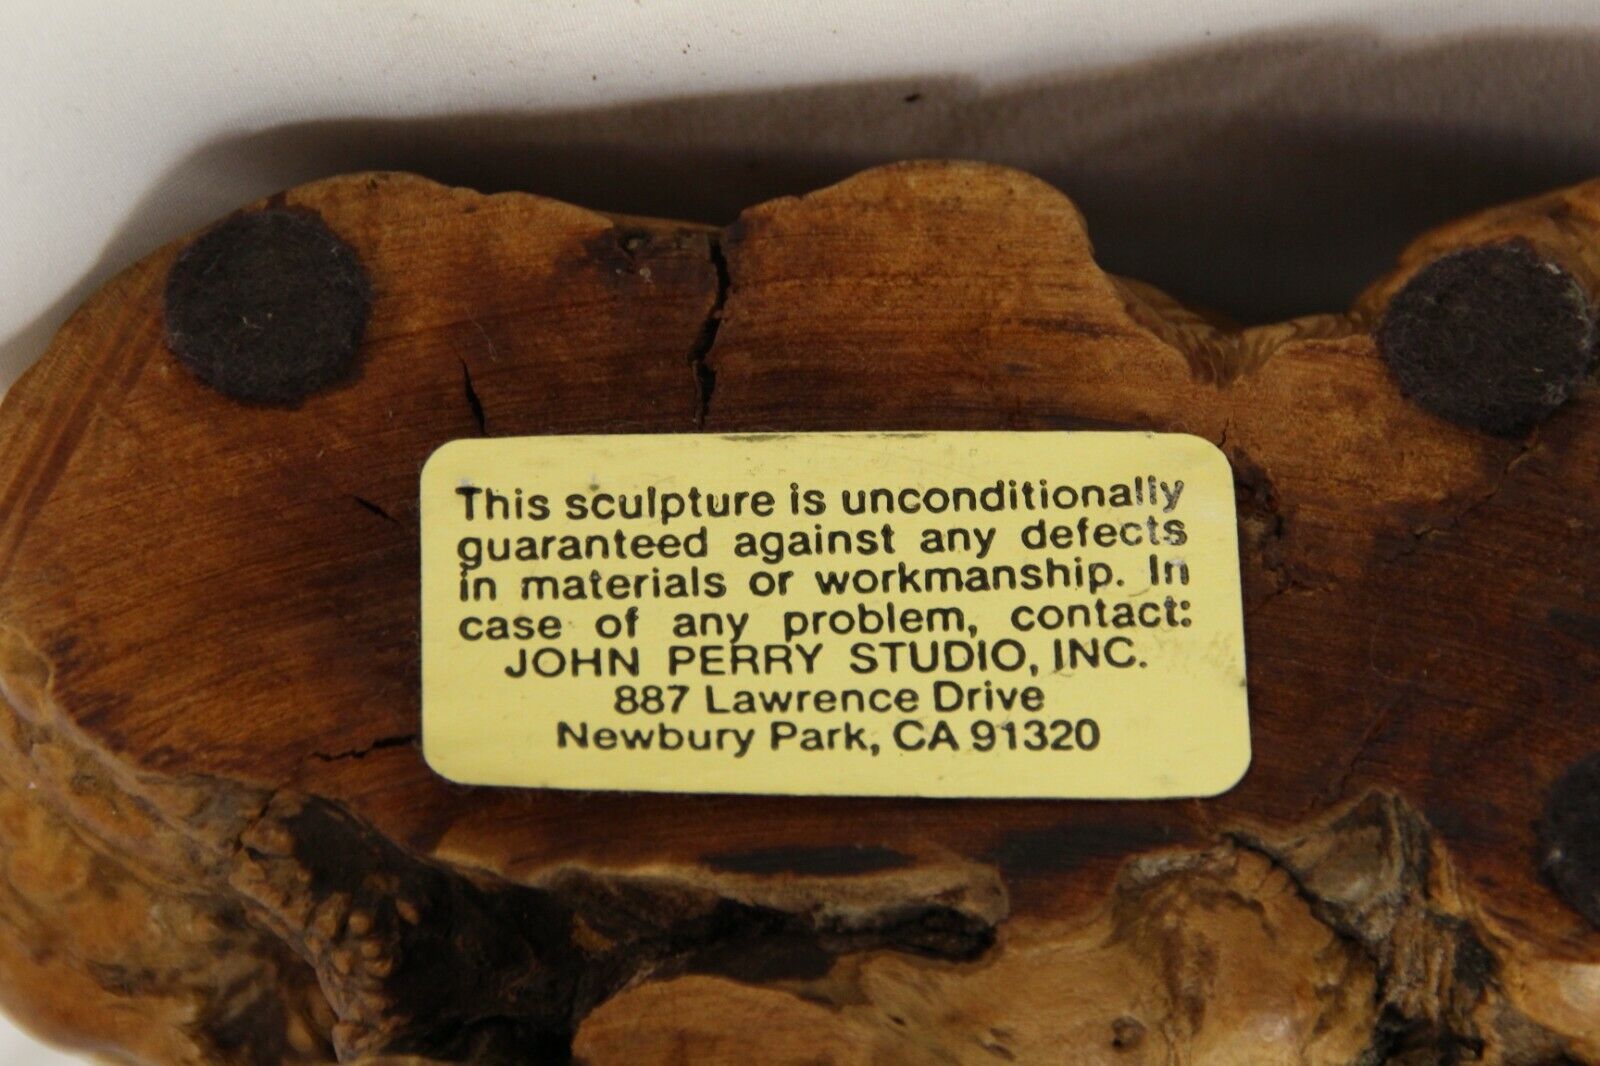 This sculpture is unconditionally
guaranteed against any defects
in materials or workmanship. In
case of any problem, contact:
JOHN PERRY STUDIO, INC.
887 Lawrence Drive
Newbury Park, CA 91320